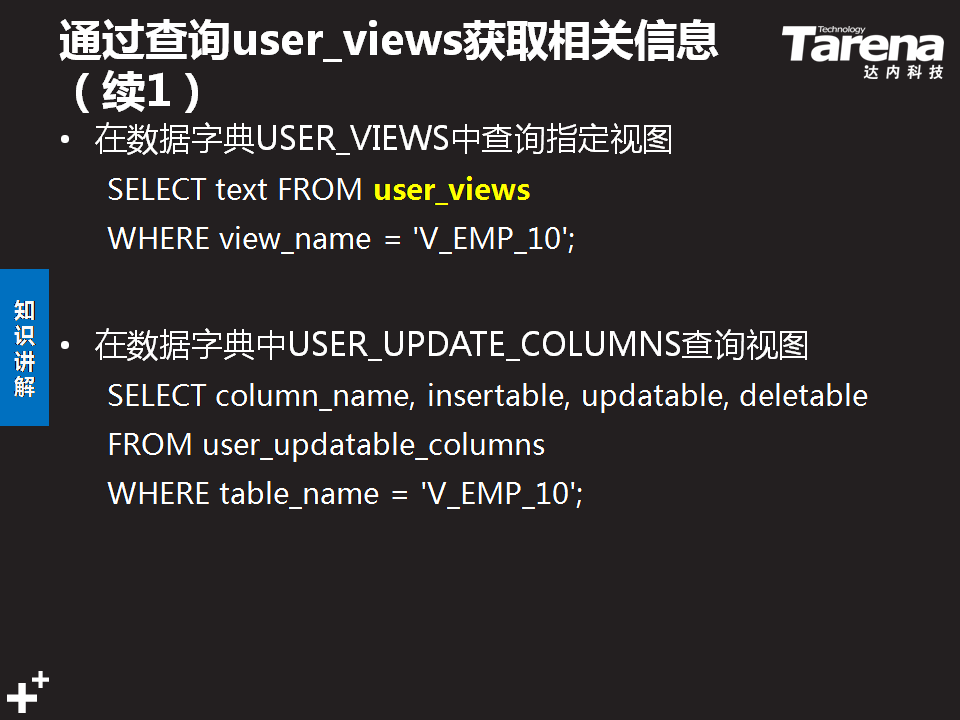 通过查询user_views获取相关信息
（续1）
Technology
Tarena
达内科技
• 在数据字典USER_VIEWS中查询指定视图
SELECT text FROM user_views
WHERE view_name = 'V_EMP_10';
知识讲解
• 在数据字典中USER_UPDATE_COLUMNS查询视图
SELECT column_name, insertable, updatable, deletable
FROM user_updatable_columns
WHERE table_name = 'V_EMP_10';